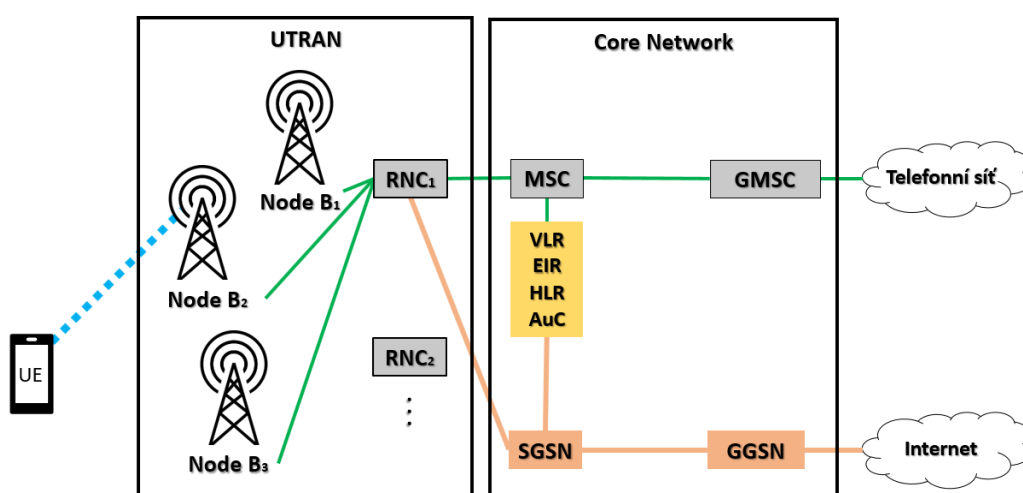 UTRAN
Core Network
Node B₁
RNC₁
MSC
GMSC
Telefonní síť
VLR
EIR
HLR
AuC
Node B₂
UE
RNC₂
Node B₃
SGSN
GGSN
Internet